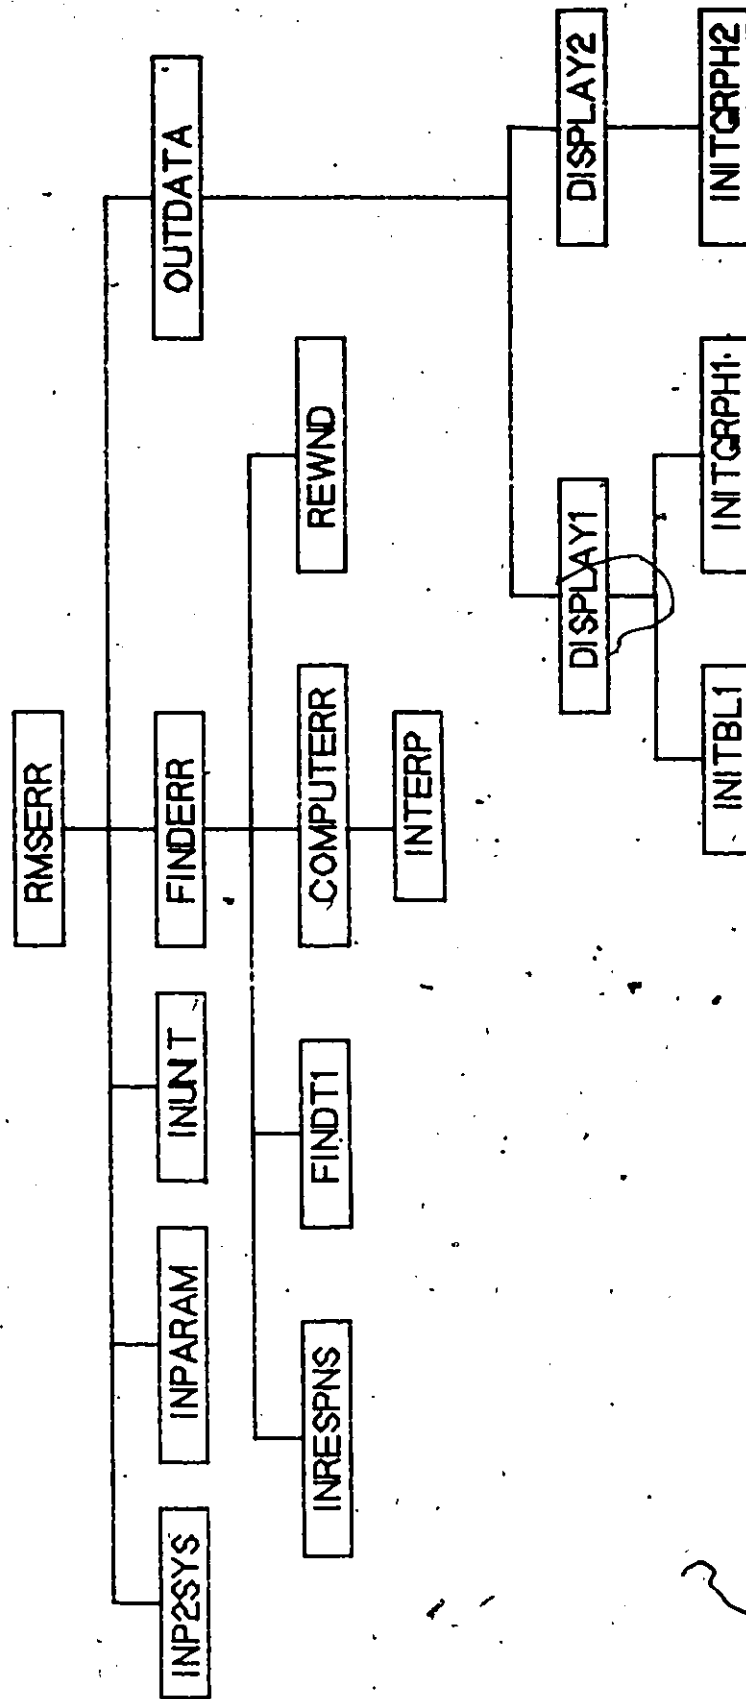 RMSERR
INP2SYS
INPARAM
INUNIT
FINDERR
OUTDATA
INRESPNS
FINDT1
COMPUTERR
REWND
INTERP
DISPLAY1
DISPLAY2
INITBL1
INITGRPH1
INITGRPH2